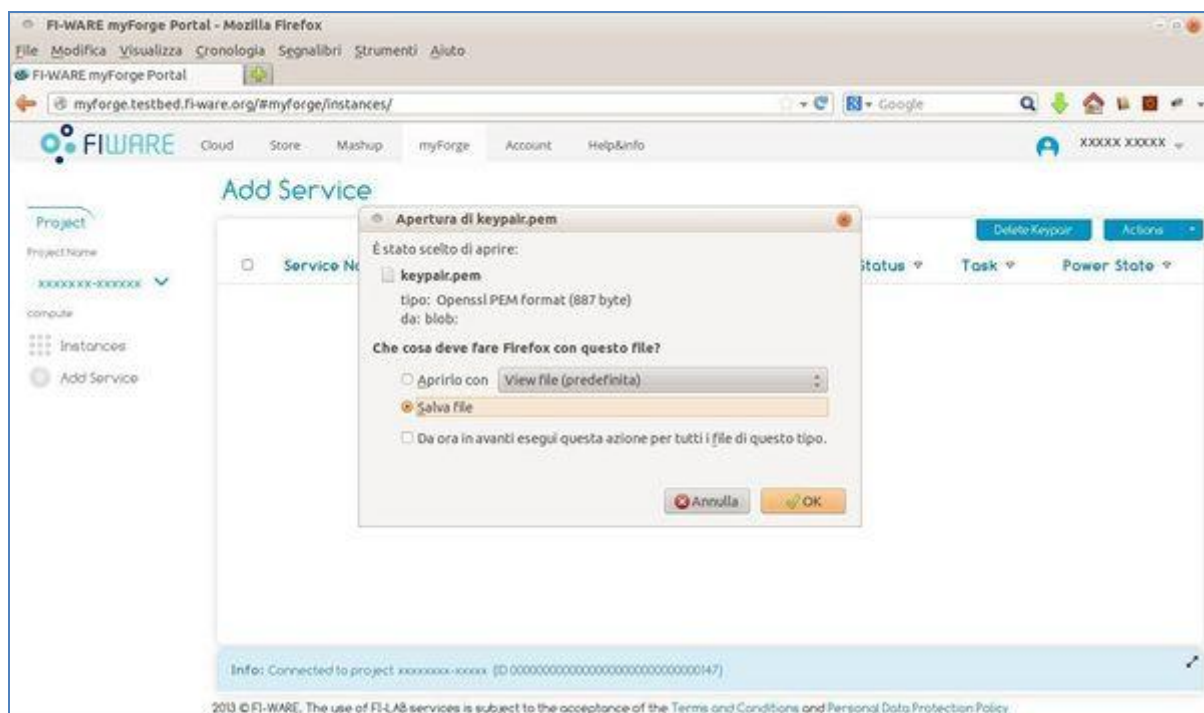 FI-WARE myForge Portal - Mozilla Firefox
File Modifica Visualizza Cronologia Segnalibri Strumenti Aiuto
FI-WARE myForge Portal
myforge.testbed.fi-ware.org/#myforge/instances/
Google
FIWARE Cloud Store Mashup myForge Account Help&Info XXXXX XXXXX
Add Service
Project
Project Name
xxxxxxx-xxxxxx
compute
Instances
Add Service
Delete Keypair Actions
Service Status Task Power State
Apertura di keypair.pem
È stato scelto di aprire:
keypair.pem
tipo: Openssl PEM format (887 byte)
da: blob:
Che cosa deve fare Firefox con questo file?
Aprirlo con View file (predefinita)
Salva file
Da ora in avanti esegui questa azione per tutti i file di questo tipo.
Annulla OK
Info: Connected to project
2013 © FI-WARE. The use of FI-LAB services is subject to the acceptance of the Terms and Conditions and Personal Data Protection Policy